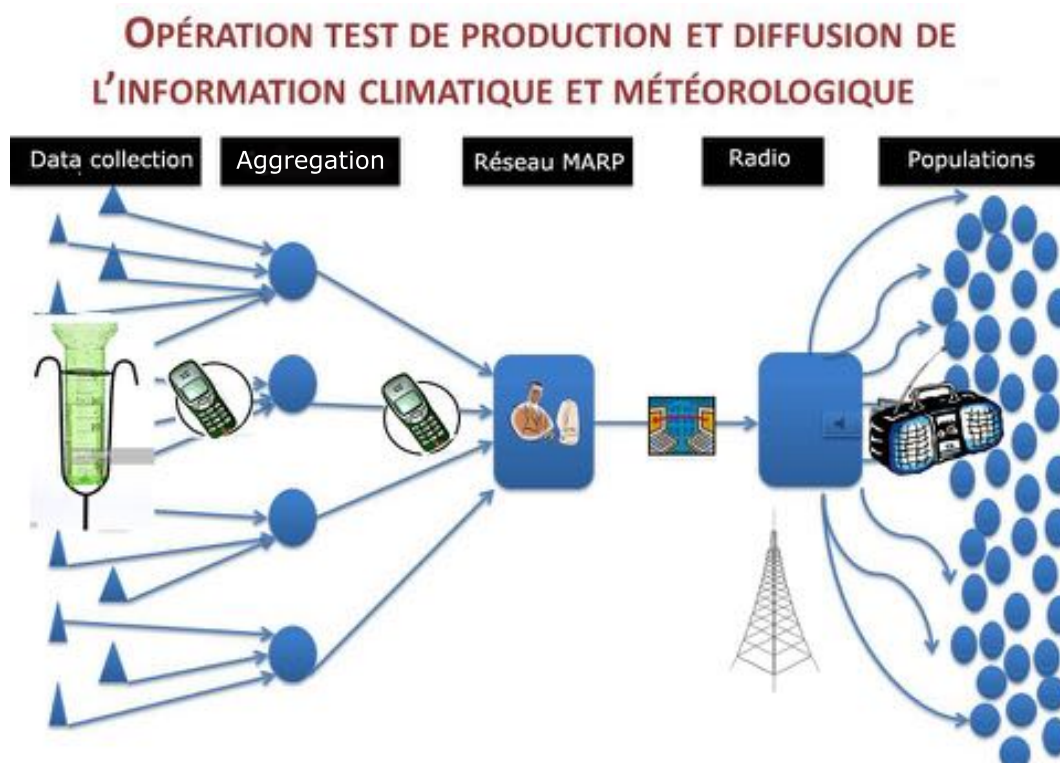 OPÉRATION TEST DE PRODUCTION ET DIFFUSION DE
L'INFORMATION CLIMATIQUE ET MÉTÉOROLOGIQUE
Data collection
Aggregation
Réseau MARP
Radio
Populations